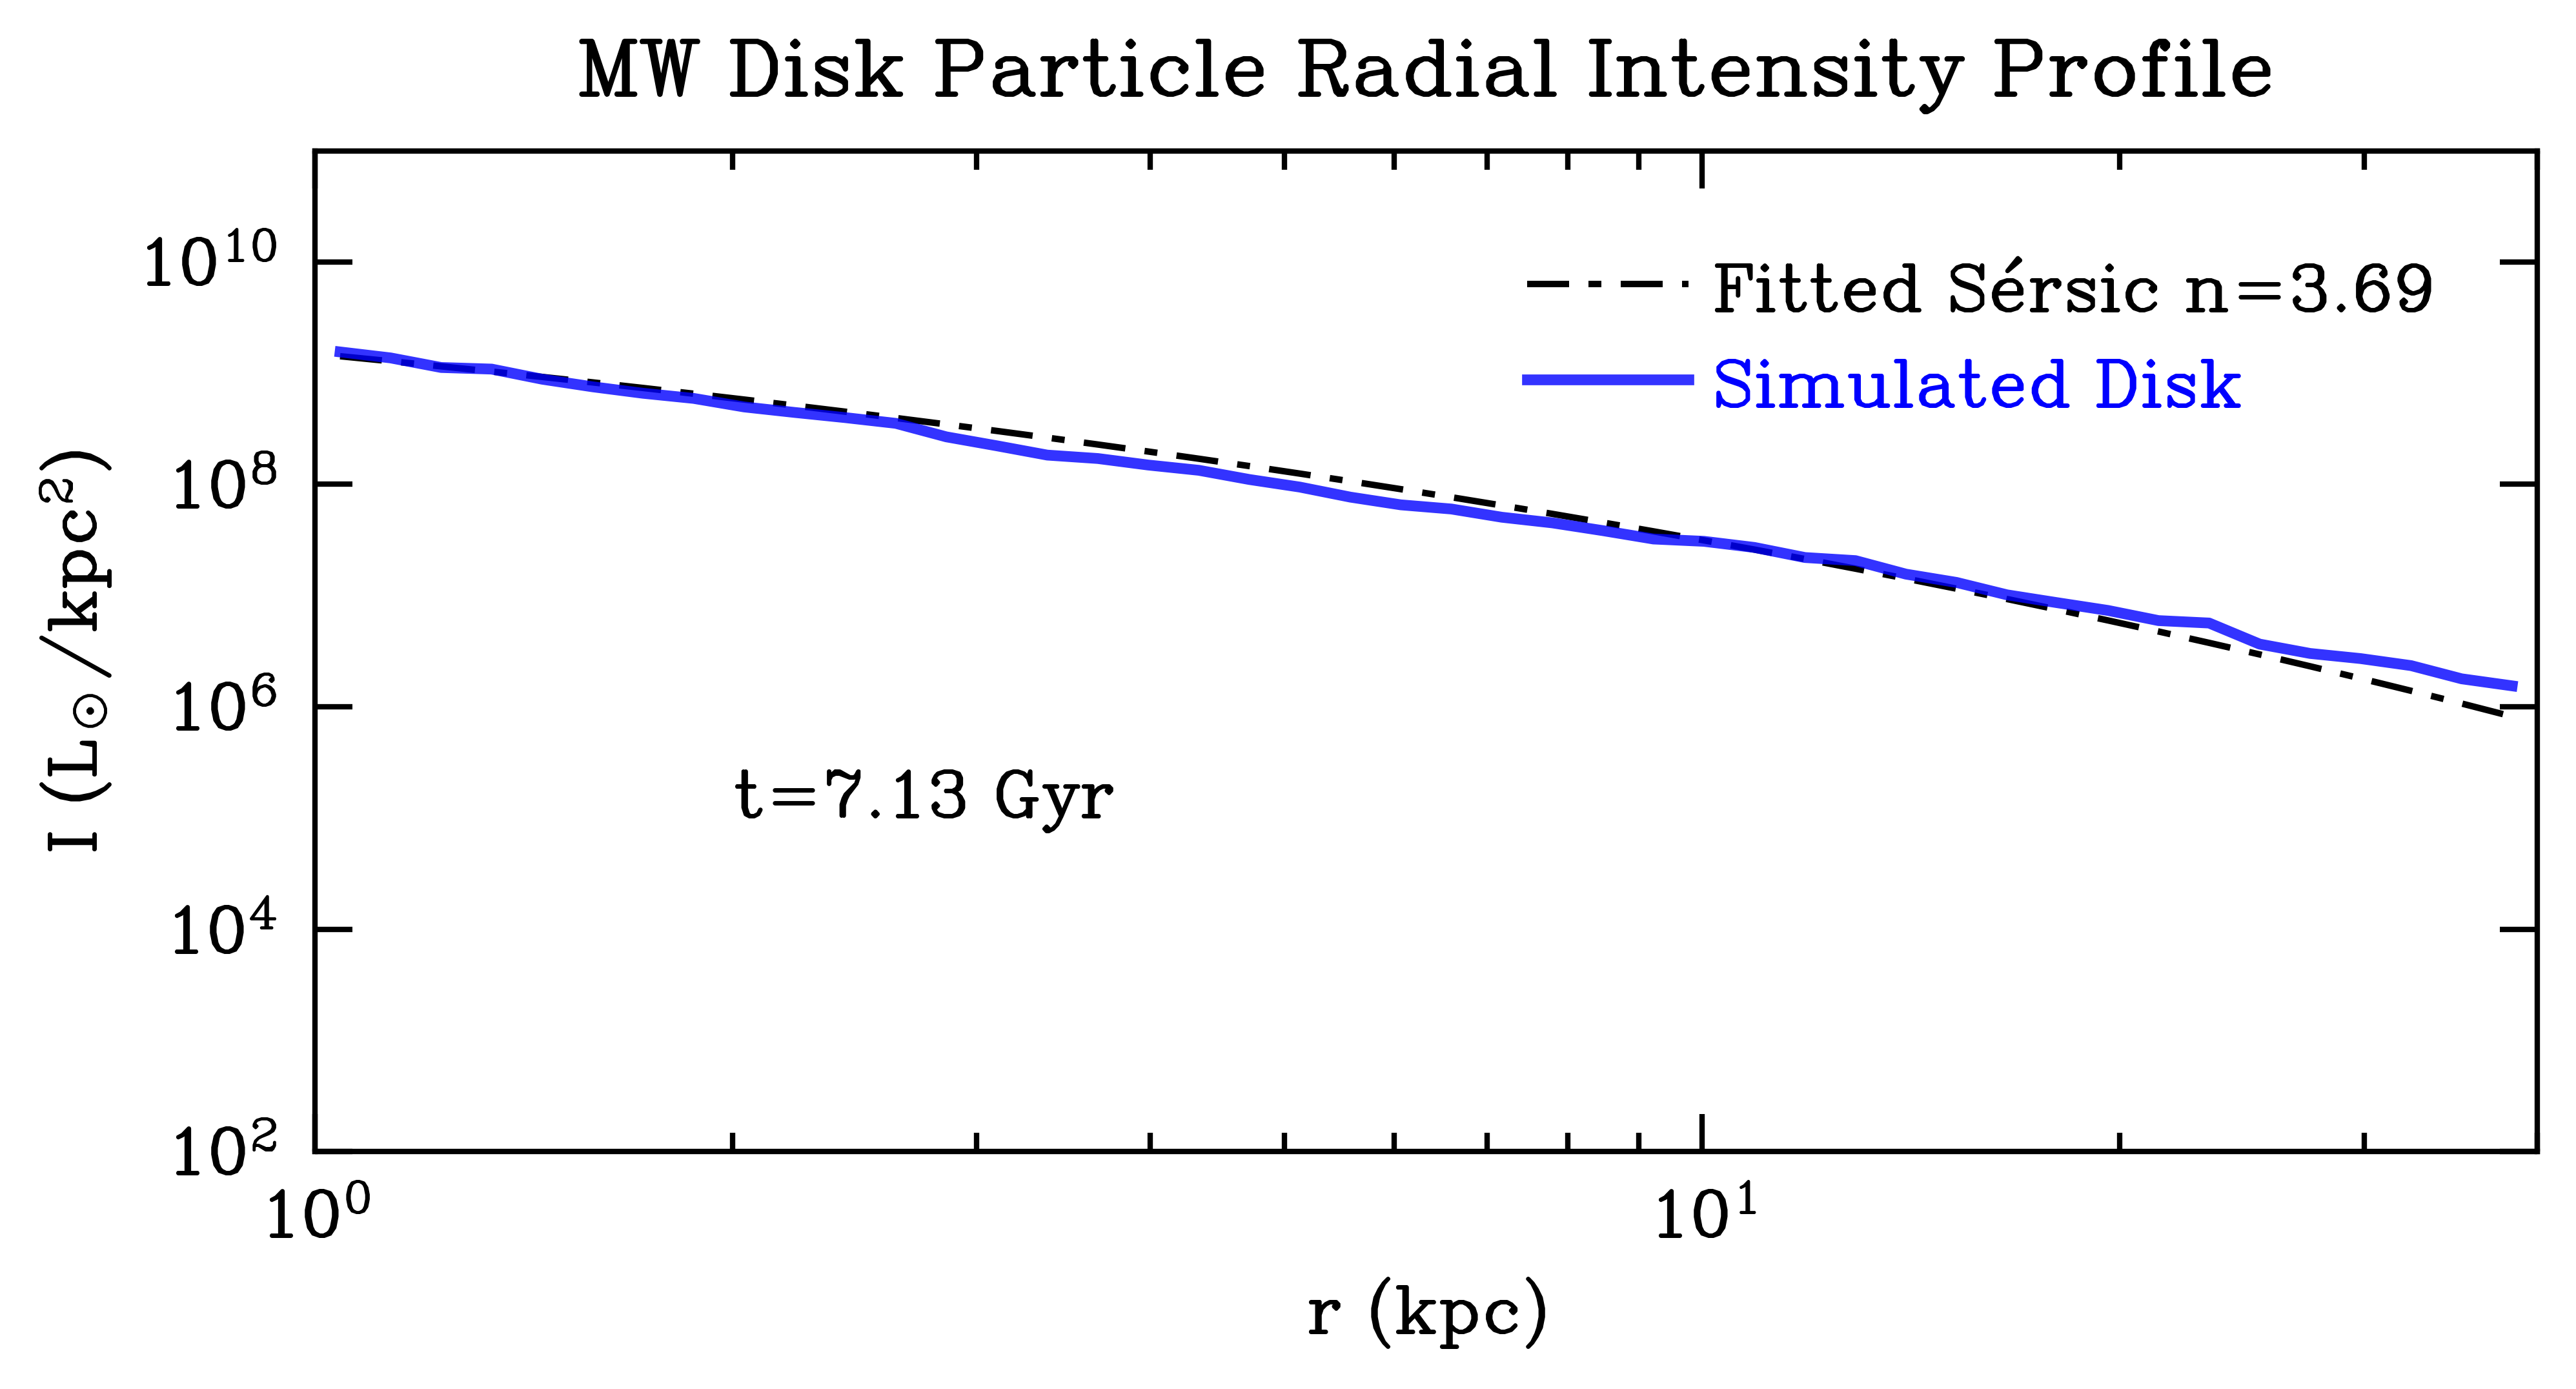 MW Disk Particle Radial Intensity Profile
10¹⁰
10⁸
10⁶
10⁴
10²
I (L⊙/kpc²)
Fitted Sérsic n=3.69
Simulated Disk
t=7.13 Gyr
10⁰ 10¹
r (kpc)